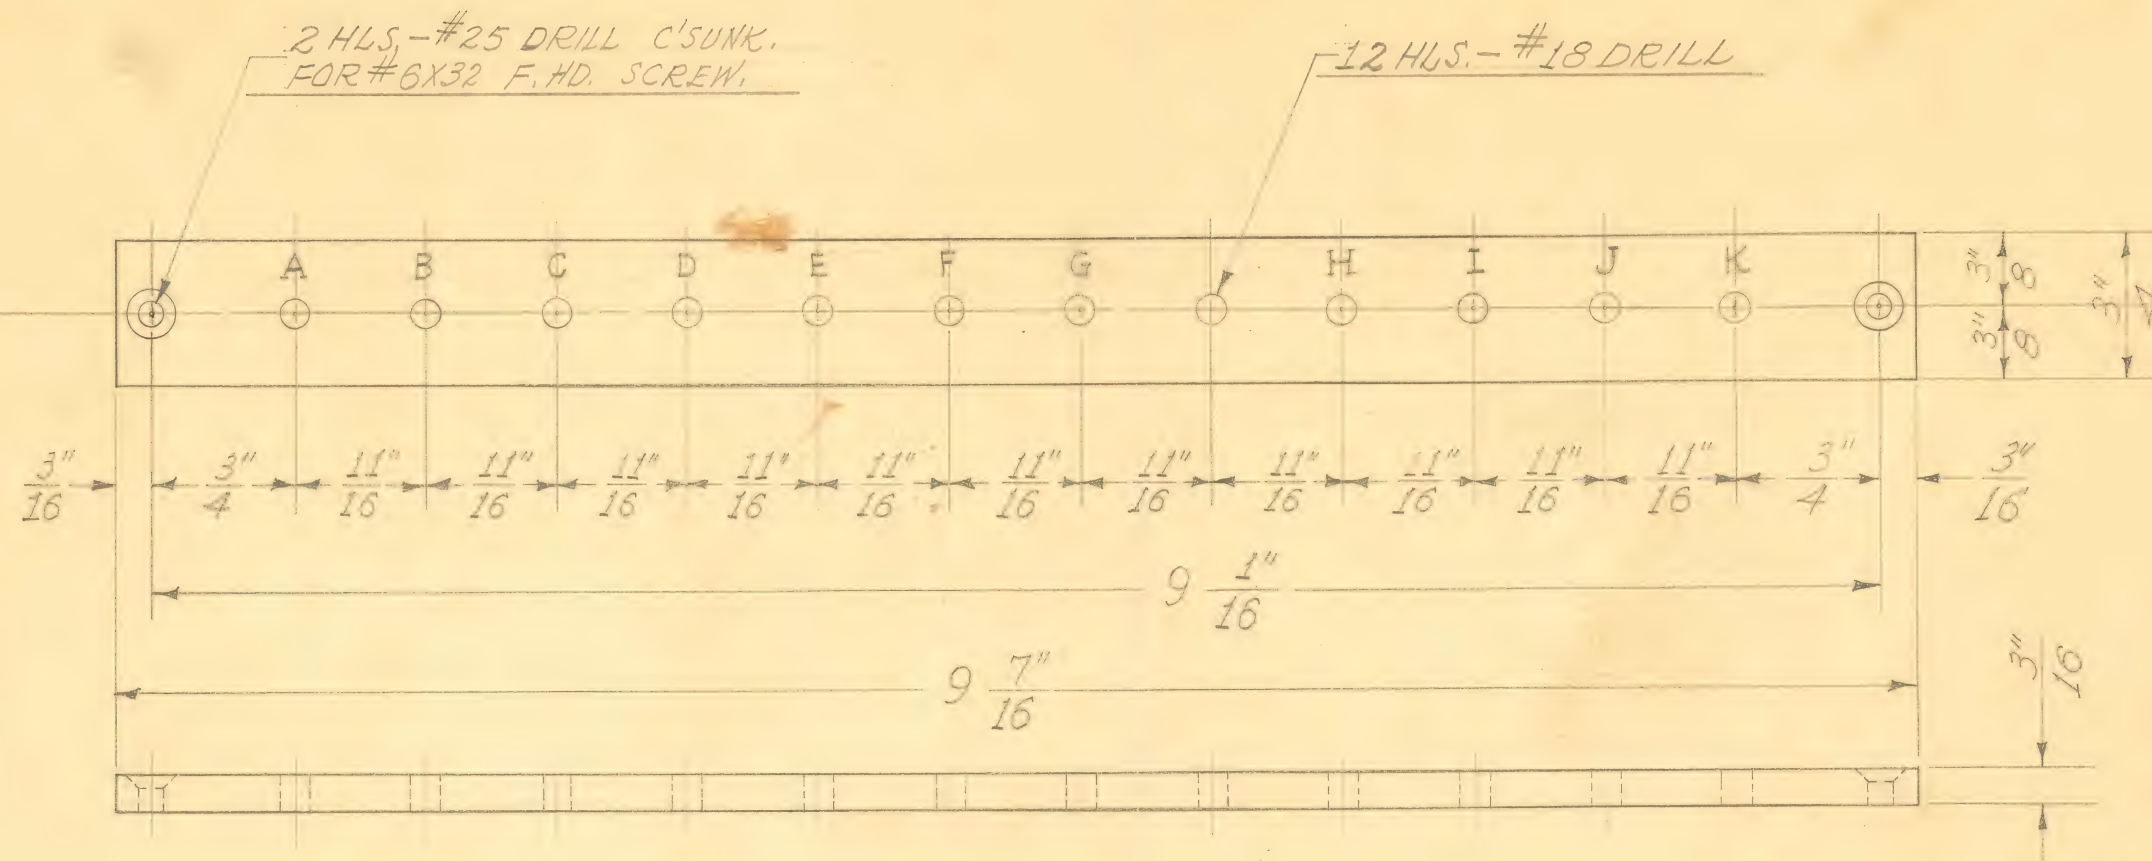 2 HLS,-#25 DRILL C'SUNK.
FOR #6X32 F. HD. SCREW.
12 HLS.-#18 DRILL
A B C D E F G H I J K
3"/8
3"/8
3"/4
3"/16 3"/4 11"/16 11"/16 11"/16 11"/16 11"/16 11"/16 11"/16 11"/16 11"/16 11"/16 11"/16 3"/4 3"/16
9 1"/16
9 7"/16
3"/16